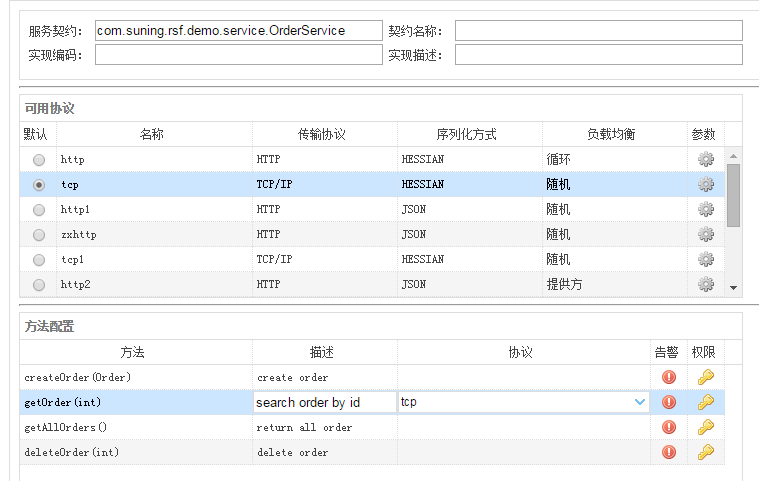 服务契约: com.suning.rsf.demo.service.OrderService 契约名称:
实现编码: 实现描述:
可用协议
默认 名称 传输协议 序列化方式 负载均衡 参数
http HTTP HESSIAN 循环
tcp TCP/IP HESSIAN 随机
http1 HTTP JSON 随机
zxhttp HTTP JSON 随机
tcp1 TCP/IP HESSIAN 随机
http2 HTTP JSON 提供方
方法配置
方法 描述 协议 告警 权限
createOrder(Order) create order
getOrder(int) search order by id tcp
getAllOrders() return all order
deleteOrder(int) delete order